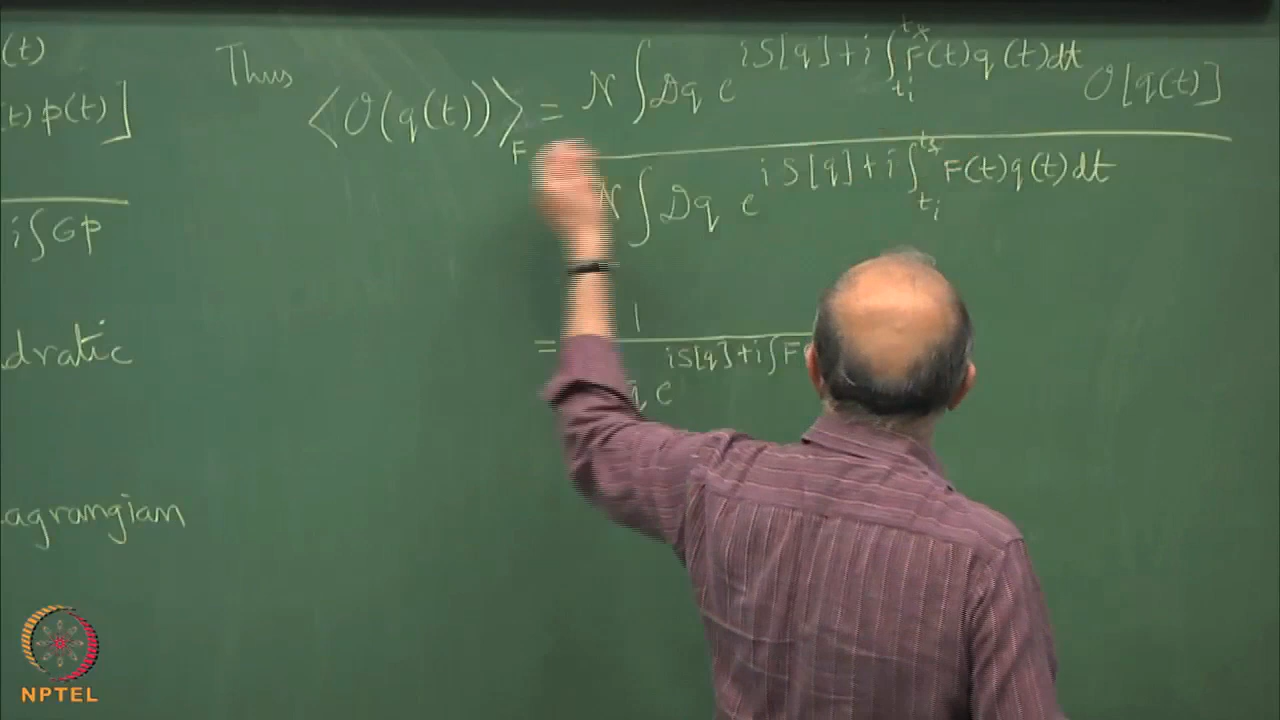 (t)
(t) p(t)]
i∫Gp
dratic
agrangian
Thus
⟨O(q(t))⟩_F = N ∫Dq e^{iS[q]+i∫_{t_i}^{t_f} F(t)q(t)dt} O[q(t)]
N ∫Dq e^{iS[q]+i∫_{t_i}^{t_f} F(t)q(t)dt}
= 1
q e^{iS[q]+i∫F
NPTEL